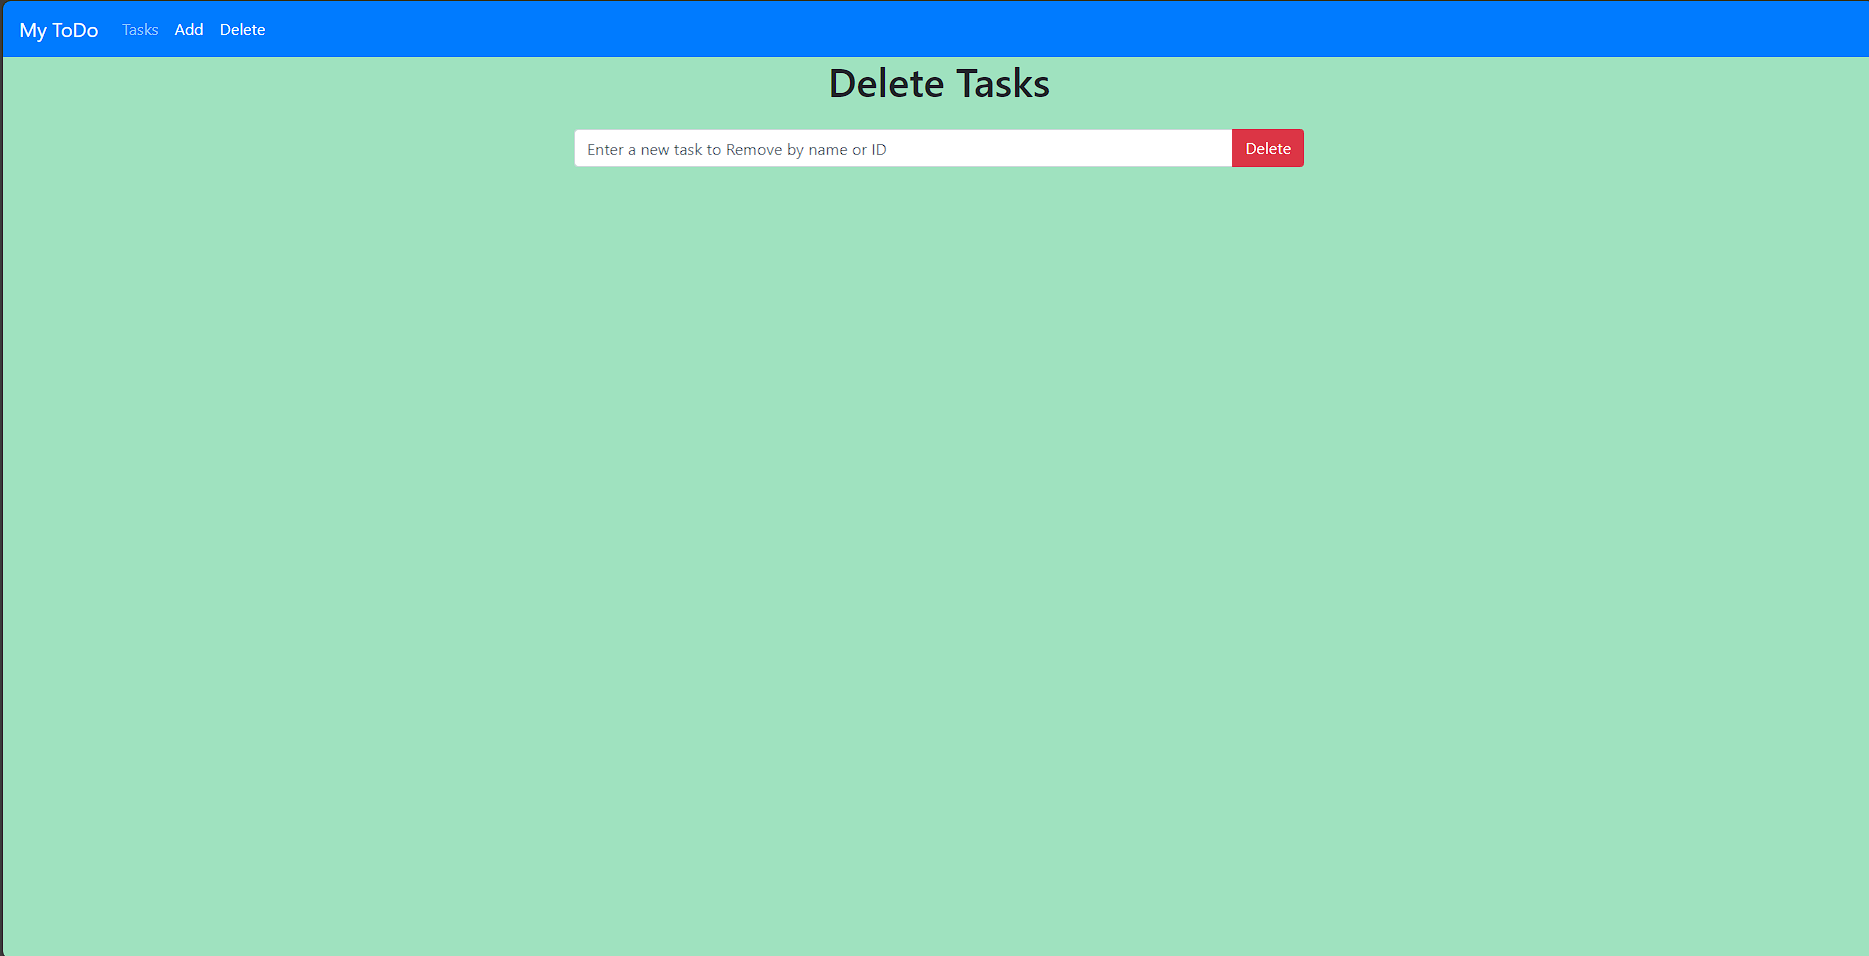 My ToDo Tasks Add Delete
Delete Tasks
Enter a new task to Remove by name or ID Delete